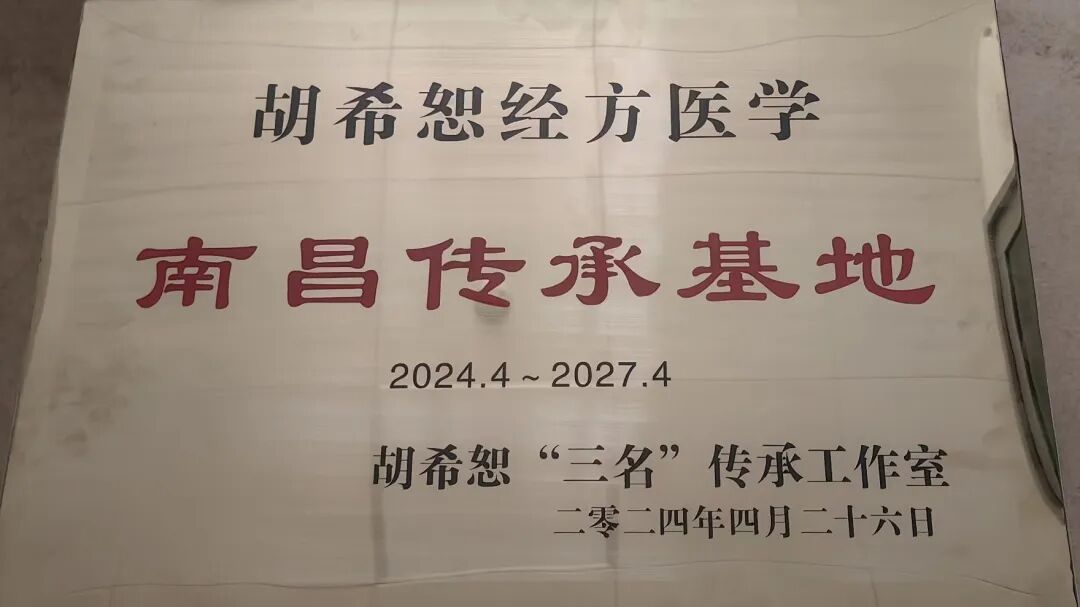 胡希恕经方医学
南昌传承基地
2024.4～2027.4
胡希恕“三名”传承工作室
二零二四年四月二十六日